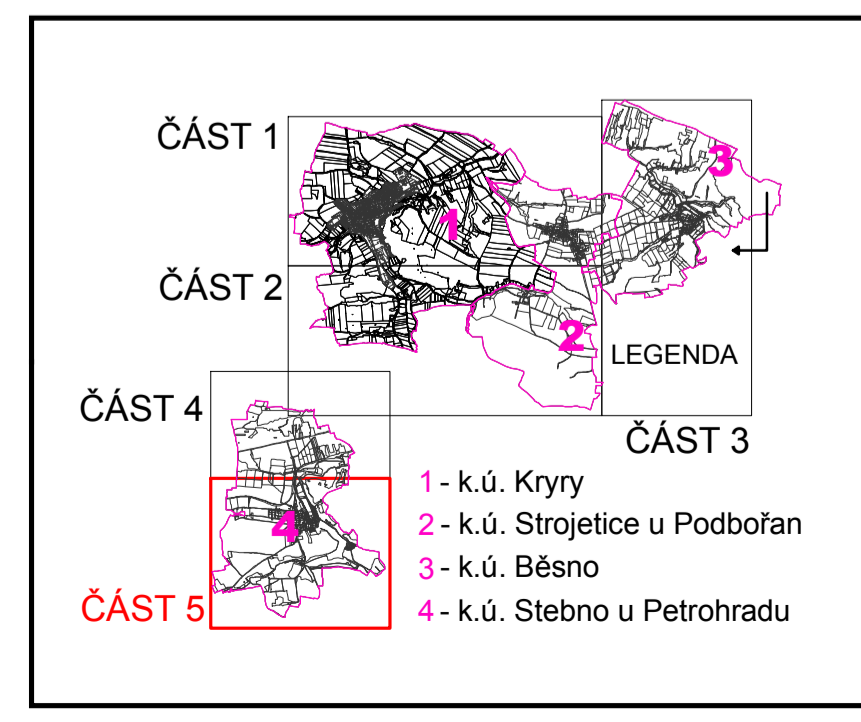 ČÁST 1
3
1
ČÁST 2
2
LEGENDA
ČÁST 4
ČÁST 3
1 - k.ú. Kryry
4
2 - k.ú. Strojetice u Podbořan
3 - k.ú. Běsno
ČÁST 5
4 - k.ú. Stebno u Petrohradu